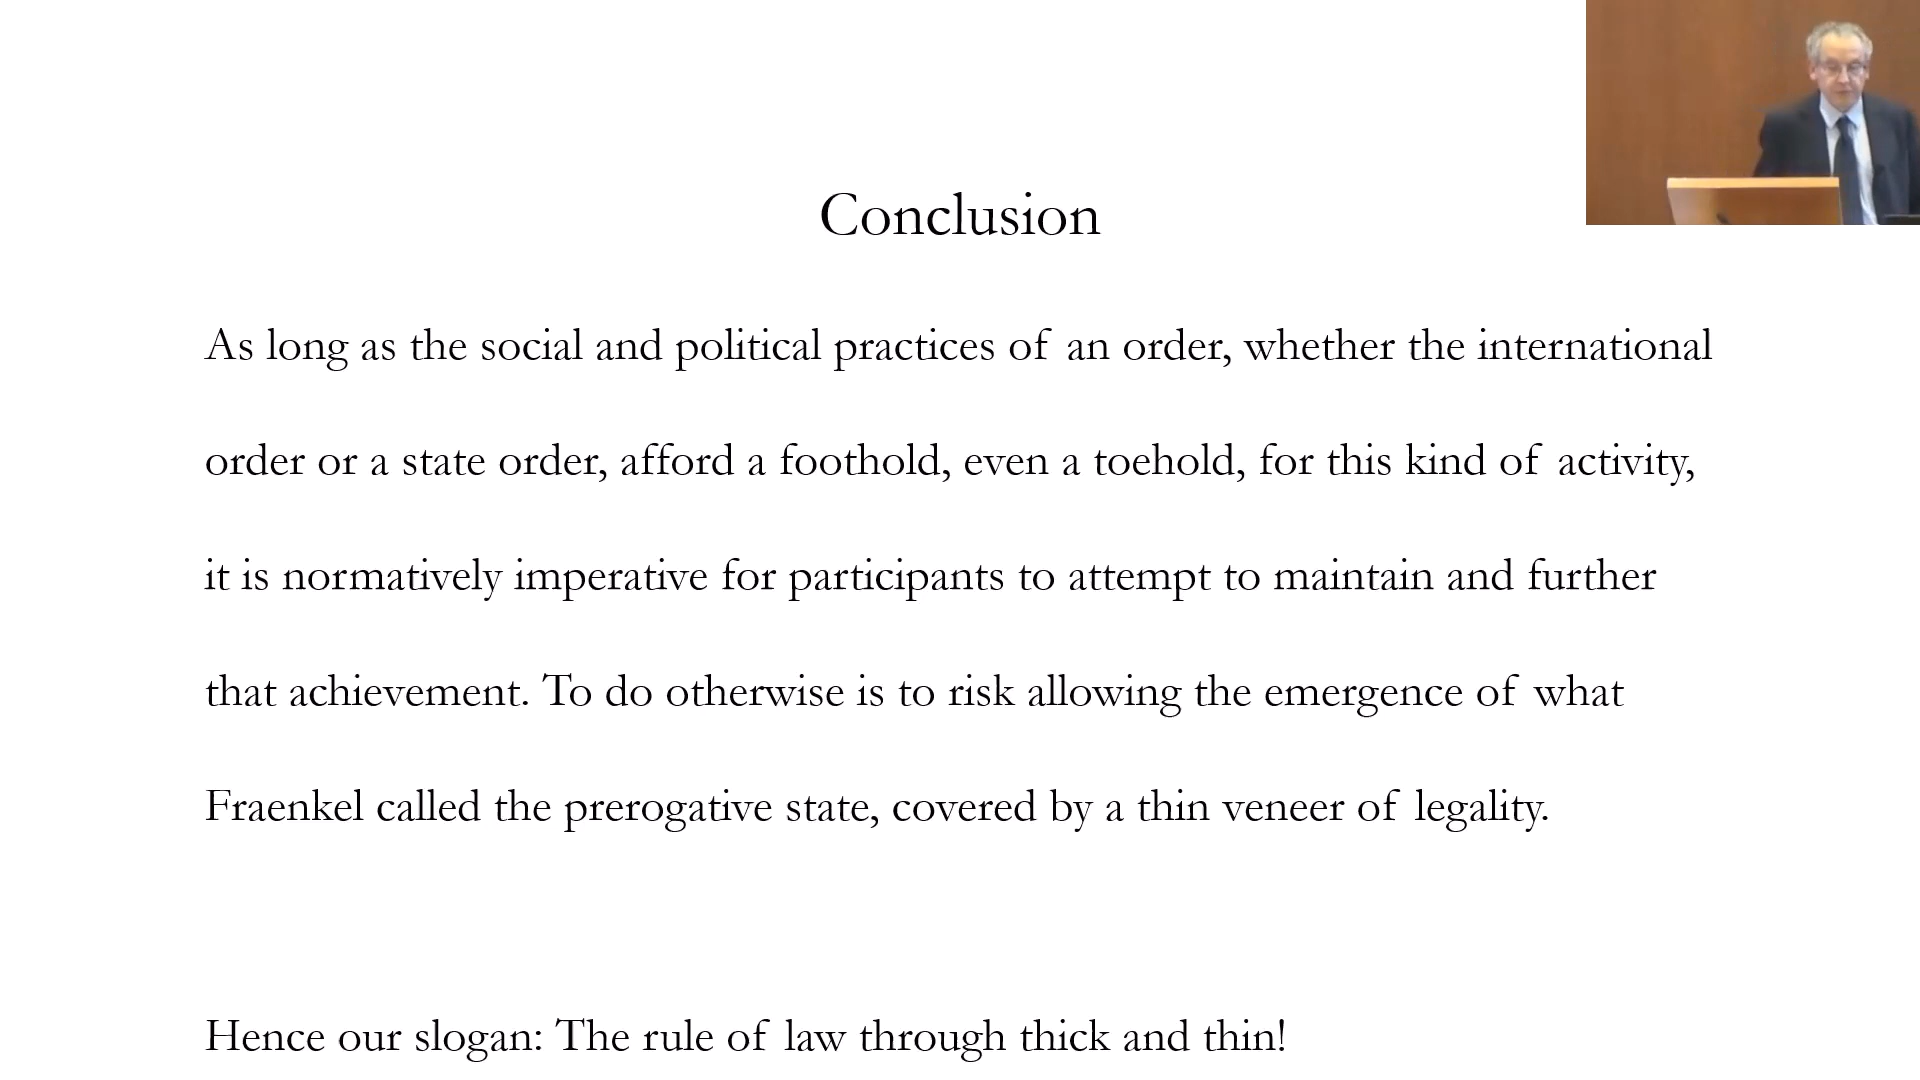 Conclusion
As long as the social and political practices of an order, whether the international
order or a state order, afford a foothold, even a toehold, for this kind of activity,
it is normatively imperative for participants to attempt to maintain and further
that achievement. To do otherwise is to risk allowing the emergence of what
Fraenkel called the prerogative state, covered by a thin veneer of legality.
Hence our slogan: The rule of law through thick and thin!